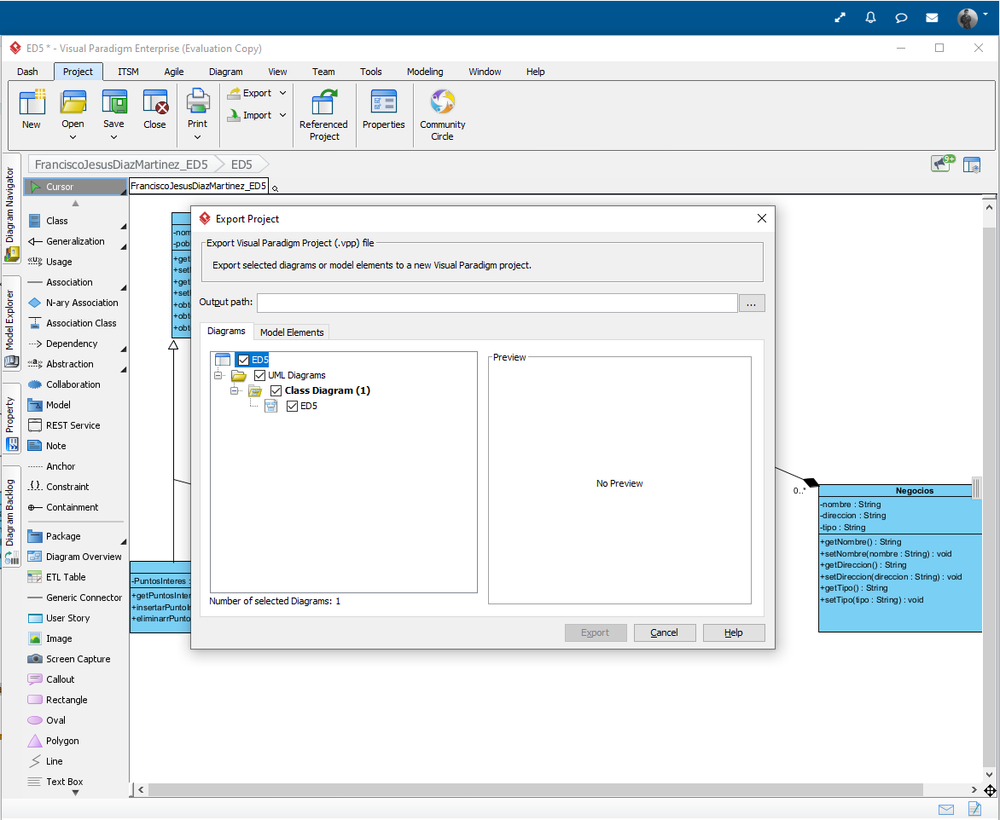 ED5 * - Visual Paradigm Enterprise (Evaluation Copy)
Dash Project ITSM Agile Diagram View Team Tools Modeling Window Help
New Open Save Close Print
Export
Import
Referenced Project
Properties
Community Circle
FranciscoJesusDiazMartinez_ED5 ED5
9+
Diagram Navigator
Model Explorer
Property
Diagram Backlog
Cursor
Class
Generalization
Usage
Association
N-ary Association
Association Class
Dependency
Abstraction
Collaboration
Model
REST Service
Note
Anchor
Constraint
Containment
Package
Diagram Overview
ETL Table
Generic Connector
User Story
Image
Screen Capture
Callout
Rectangle
Oval
Polygon
Line
Text Box
FranciscoJesusDiazMartinez_ED5
-nom
-pob
+get
+set
+get
+set
+obt
+obt
+obt
-PuntosInteres :
+getPuntosInter
+insertarPuntoI
+eliminarrPunto
Export Project
Export Visual Paradigm Project (.vpp) file
Export selected diagrams or model elements to a new Visual Paradigm project.
Output path:
...
Diagrams Model Elements
ED5
UML Diagrams
Class Diagram (1)
ED5
Preview
No Preview
Number of selected Diagrams: 1
Export Cancel Help
0..*
Negocios
-nombre : String
-direccion : String
-tipo : String
+getNombre() : String
+setNombre(nombre : String) : void
+getDireccion() : String
+setDireccion(direccion : String) : void
+getTipo() : String
+setTipo(tipo : String) : void